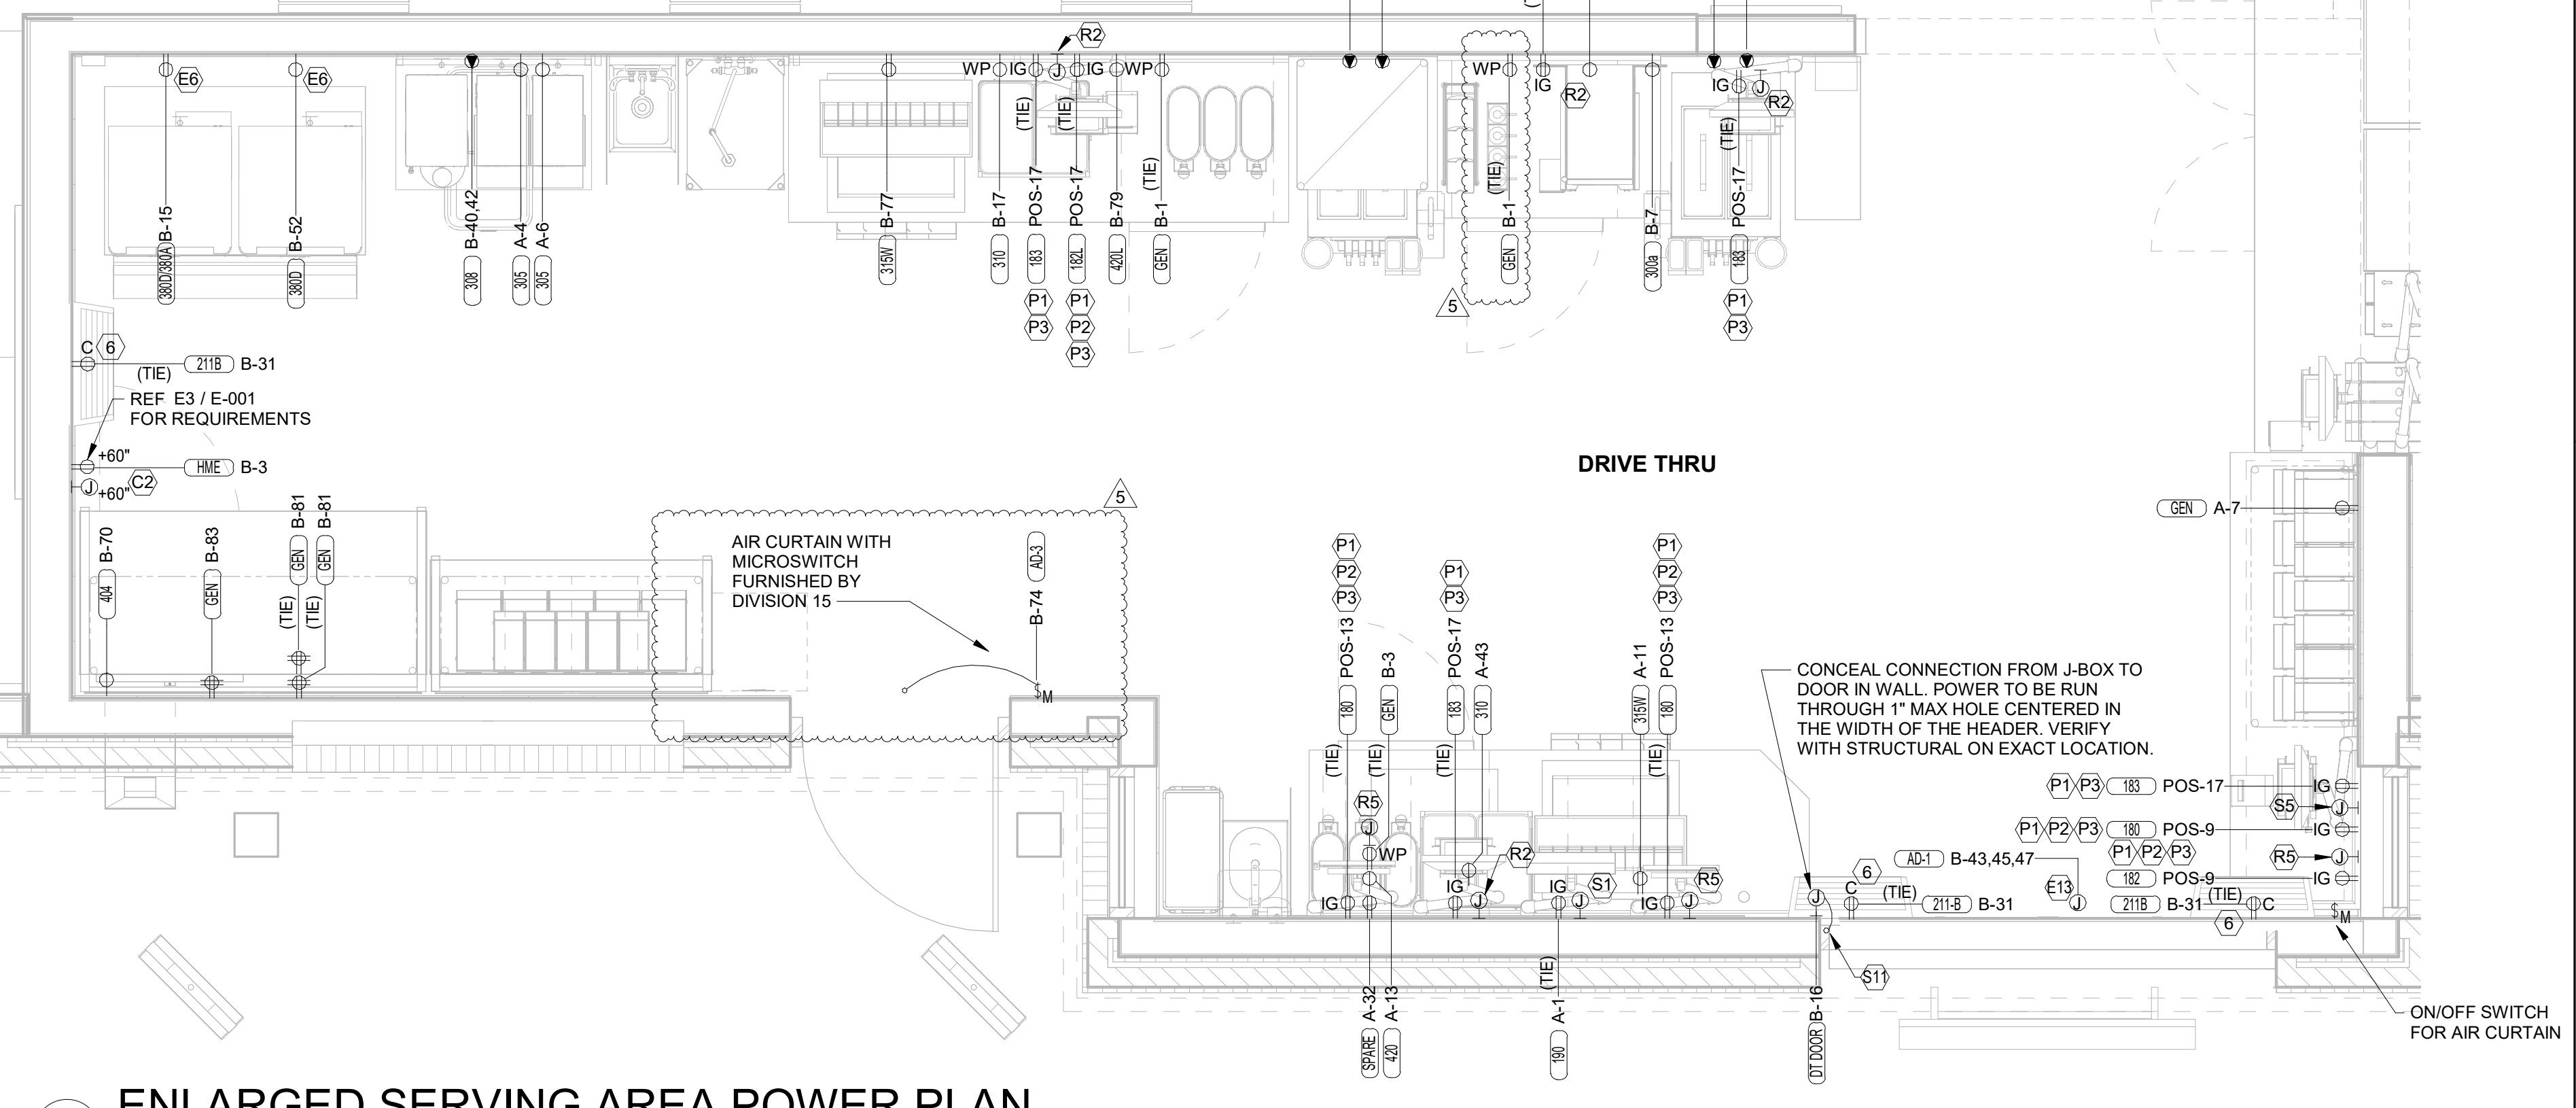 R2
E6
E6
WP
IG
J
IG
WP
WP
IG
R2
IG
J
R2
(TIE)
(TIE)
(TIE)
(TIE)
(TIE)
380D/380A B-15
380D B-52
308 B-40,42
305 A-4
305 A-6
315W B-77
310 B-17
183 POS-17
182L POS-17
420L B-79
GEN B-1
GEN B-1
300a B-7
183 POS-17
P1
P3
P1
P2
P3
5
P1
P3
C 6
211B B-31
(TIE)
REF E3 / E-001
FOR REQUIREMENTS
+60"
HME B-3
J +60" C2
DRIVE THRU
5
404 B-70
GEN B-83
GEN B-81
GEN B-81
(TIE)
(TIE)
AIR CURTAIN WITH
MICROSWITCH
FURNISHED BY
DIVISION 15
AD-3
B-74
$M
GEN A-7
P1
P2
P3
180 POS-13
(TIE)
GEN B-3
(TIE)
P1
P3
183 POS-17
(TIE)
310 A-43
315W A-11
P1
P2
P3
180 POS-13
(TIE)
CONCEAL CONNECTION FROM J-BOX TO
DOOR IN WALL. POWER TO BE RUN
THROUGH 1" MAX HOLE CENTERED IN
THE WIDTH OF THE HEADER. VERIFY
WITH STRUCTURAL ON EXACT LOCATION.
R5
J
WP
IG
IG
R2
J
IG
S1
J
IG
R5
J
P1 P3 183 POS-17 IG
S5 J
P1 P2 P3 180 POS-9 IG
P1 P2 P3
R5 J
182 POS-9 IG
AD-1 B-43,45,47
E13
J
J
6
C
(TIE)
211-B B-31
211B B-31 (TIE) C
6
$M
S11
SPARE A-32
420 A-13
190 A-1 (TIE)
DT DOOR B-16
ON/OFF SWITCH
FOR AIR CURTAIN
ENLARGED SERVING AREA POWER PLAN